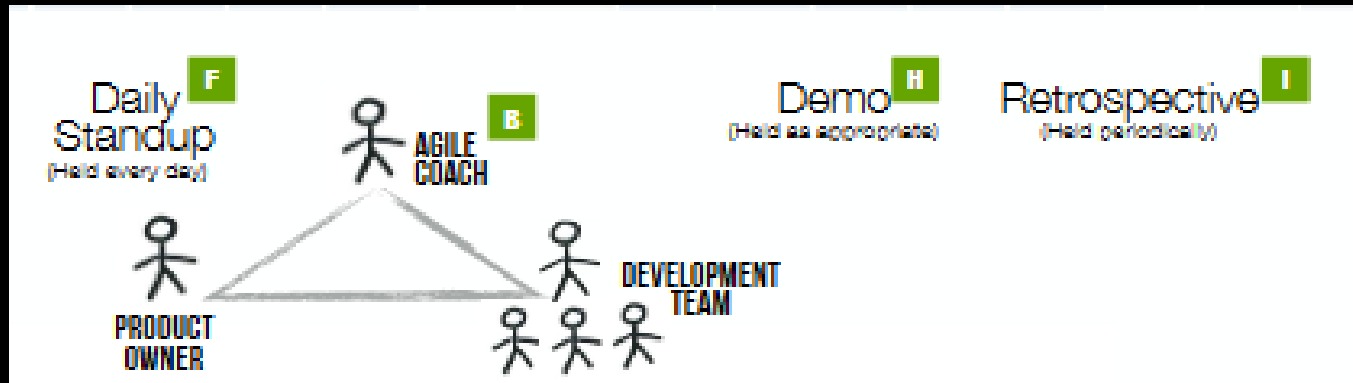 Daily F
Standup
(Held every day)
AGILE B
COACH
Demo H
(Held as appropriate)
Retrospective I
(Held periodically)
PRODUCT
OWNER
DEVELOPMENT
TEAM